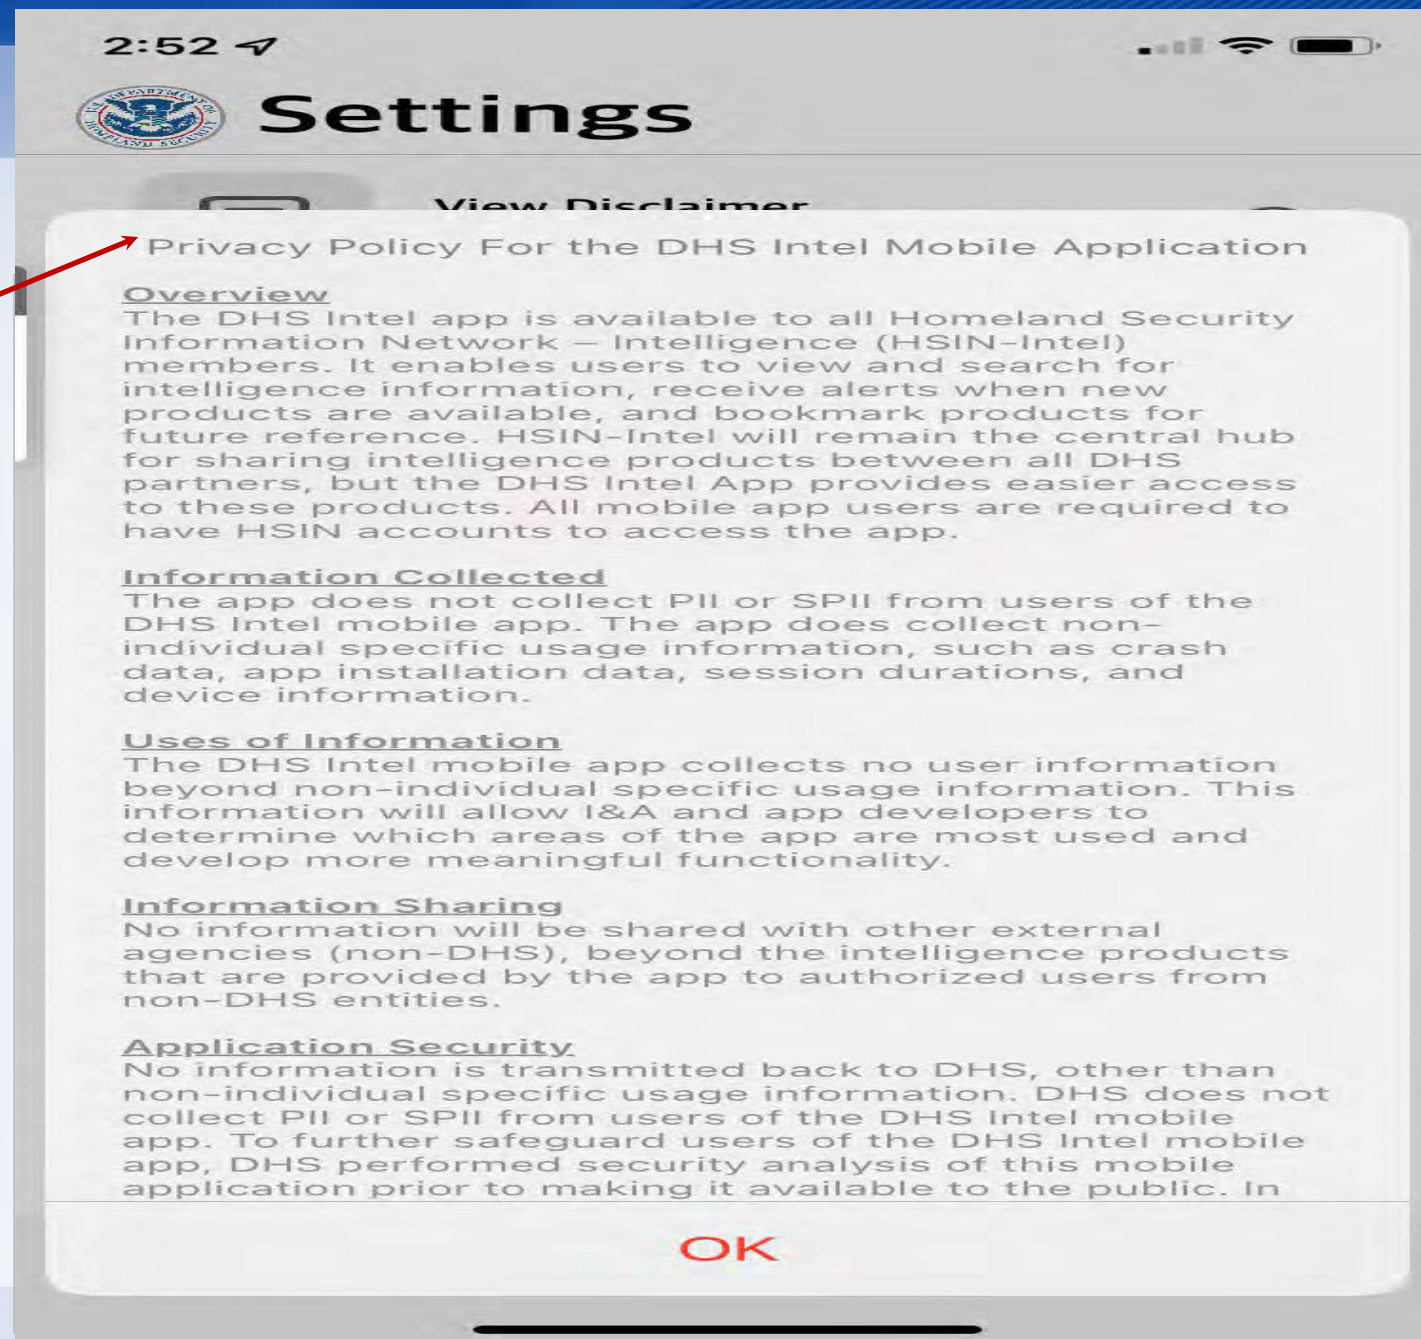 2:52
U.S. DEPARTMENT OF
HOMELAND SECURITY
Settings
View Disclaimer
Privacy Policy For the DHS Intel Mobile Application
Overview
The DHS Intel app is available to all Homeland Security
Information Network – Intelligence (HSIN-Intel)
members. It enables users to view and search for
intelligence information, receive alerts when new
products are available, and bookmark products for
future reference. HSIN-Intel will remain the central hub
for sharing intelligence products between all DHS
partners, but the DHS Intel App provides easier access
to these products. All mobile app users are required to
have HSIN accounts to access the app.
Information Collected
The app does not collect PII or SPII from users of the
DHS Intel mobile app. The app does collect non-
individual specific usage information, such as crash
data, app installation data, session durations, and
device information.
Uses of Information
The DHS Intel mobile app collects no user information
beyond non-individual specific usage information. This
information will allow I&A and app developers to
determine which areas of the app are most used and
develop more meaningful functionality.
Information Sharing
No information will be shared with other external
agencies (non-DHS), beyond the intelligence products
that are provided by the app to authorized users from
non-DHS entities.
Application Security
No information is transmitted back to DHS, other than
non-individual specific usage information. DHS does not
collect PII or SPII from users of the DHS Intel mobile
app. To further safeguard users of the DHS Intel mobile
app, DHS performed security analysis of this mobile
application prior to making it available to the public. In
OK